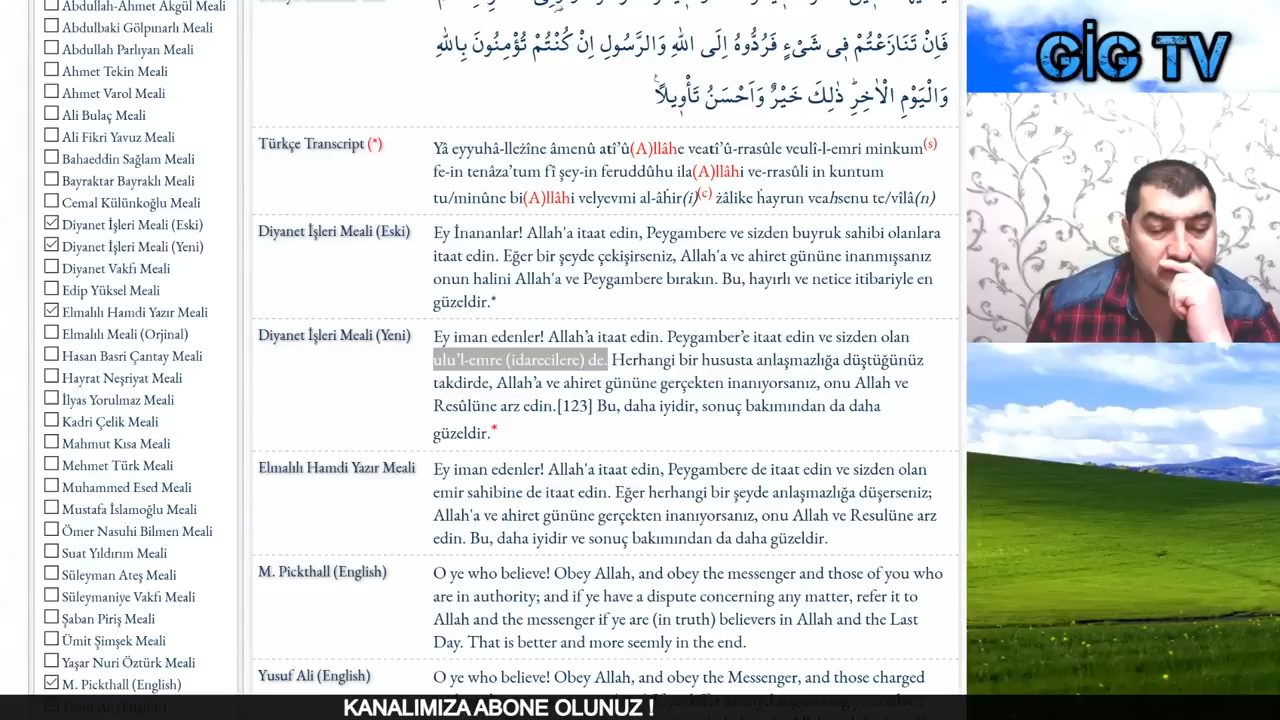 Abdullah-Ahmet Akgül Meali
Abdulbaki Gölpınarlı Meali
Abdullah Parlıyan Meali
Ahmet Tekin Meali
Ahmet Varol Meali
Ali Bulaç Meali
Ali Fikri Yavuz Meali
Bahaeddin Sağlam Meali
Bayraktar Bayraklı Meali
Cemal Külünkoğlu Meali
Diyanet İşleri Meali (Eski)
Diyanet İşleri Meali (Yeni)
Diyanet Vakfı Meali
Edip Yüksel Meali
Elmalılı Hamdi Yazır Meali
Elmalılı Meali (Orjinal)
Hasan Basri Çantay Meali
Hayrat Neşriyat Meali
İlyas Yorulmaz Meali
Kadri Çelik Meali
Mahmut Kısa Meali
Mehmet Türk Meali
Muhammed Esed Meali
Mustafa İslamoğlu Meali
Ömer Nasuhi Bilmen Meali
Suat Yıldırım Meali
Süleyman Ateş Meali
Süleymaniye Vakfı Meali
Şaban Piriş Meali
Ümit Şimşek Meali
Yaşar Nuri Öztürk Meali
M. Pickthall (English)
فَاِنْ تَنَازَعْتُمْ ف۪ي شَيْءٍ فَرُدُّوهُ اِلَى اللّٰهِ وَالرَّسُولِ اِنْ كُنْتُمْ تُؤْمِنُونَ بِاللّٰهِ
وَالْيَوْمِ الْاٰخِرِۜ ذٰلِكَ خَيْرٌ وَاَحْسَنُ تَأْو۪يلًا۟
Türkçe Transcript (*)
Yâ eyyuhâ-lleżîne âmenû atî’û(A)llâhe veatî’û-rrasûle veulî-l-emri minkum(s)
fe-in tenâza’tum fî şey-in feruddûhu ila(A)llâhi ve-rrasûli in kuntum
tu/minûne bi(A)llâhi velyevmi al-âḣir(i)(c) żâlike ḣayrun veahsenu te/vîlâ(n)
Diyanet İşleri Meali (Eski)
Ey İnananlar! Allah'a itaat edin, Peygambere ve sizden buyruk sahibi olanlara
itaat edin. Eğer bir şeyde çekişirseniz, Allah'a ve ahiret gününe inanmışsanız
onun halini Allah'a ve Peygambere bırakın. Bu, hayırlı ve netice itibariyle en
güzeldir.*
Diyanet İşleri Meali (Yeni)
Ey iman edenler! Allah’a itaat edin. Peygamber’e itaat edin ve sizden olan
ulu’l-emre (idarecilere) de. Herhangi bir hususta anlaşmazlığa düştüğünüz
takdirde, Allah’a ve ahiret gününe gerçekten inanıyorsanız, onu Allah ve
Resûlüne arz edin.[123] Bu, daha iyidir, sonuç bakımından da daha
güzeldir.*
Elmalılı Hamdi Yazır Meali
Ey iman edenler! Allah'a itaat edin, Peygambere de itaat edin ve sizden olan
emir sahibine de itaat edin. Eğer herhangi bir şeyde anlaşmazlığa düşerseniz;
Allah'a ve ahiret gününe gerçekten inanıyorsanız, onu Allah ve Resulüne arz
edin. Bu, daha iyidir ve sonuç bakımından da daha güzeldir.
M. Pickthall (English)
O ye who believe! Obey Allah, and obey the messenger and those of you who
are in authority; and if ye have a dispute concerning any matter, refer it to
Allah and the messenger if ye are (in truth) believers in Allah and the Last
Day. That is better and more seemly in the end.
Yusuf Ali (English)
O ye who believe! Obey Allah, and obey the Messenger, and those charged
GİG TV
KANALIMIZA ABONE OLUNUZ !